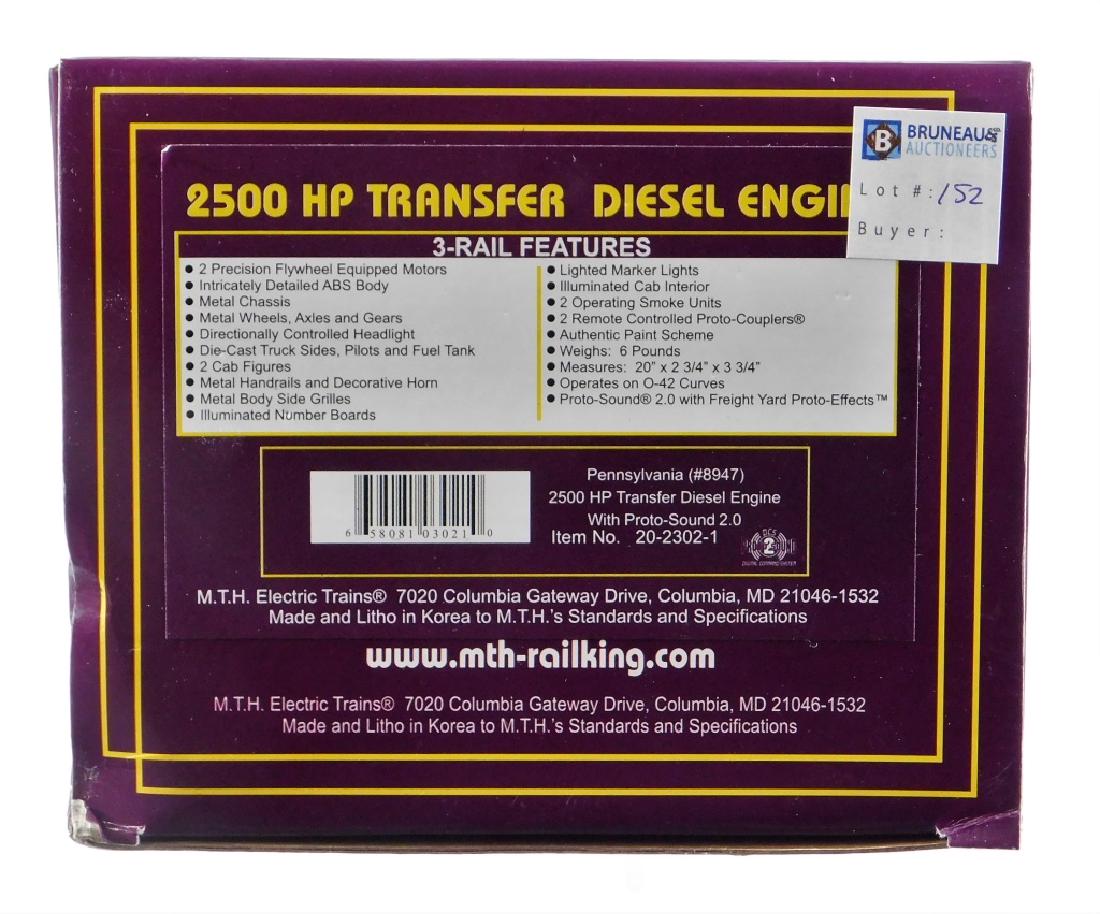 BRUNEAU & CO
AUCTIONEERS
Lot #: 152
Buyer:
2500 HP TRANSFER DIESEL ENGI
3-RAIL FEATURES
• 2 Precision Flywheel Equipped Motors
• Intricately Detailed ABS Body
• Metal Chassis
• Metal Wheels, Axles and Gears
• Directionally Controlled Headlight
• Die-Cast Truck Sides, Pilots and Fuel Tank
• 2 Cab Figures
• Metal Handrails and Decorative Horn
• Metal Body Side Grilles
• Illuminated Number Boards
• Lighted Marker Lights
• Illuminated Cab Interior
• 2 Operating Smoke Units
• 2 Remote Controlled Proto-Couplers®
• Authentic Paint Scheme
• Weighs: 6 Pounds
• Measures: 20" x 2 3/4" x 3 3/4"
• Operates on O-42 Curves
• Proto-Sound® 2.0 with Freight Yard Proto-Effects™
6 58081 03021 0
Pennsylvania (#8947)
2500 HP Transfer Diesel Engine
With Proto-Sound 2.0
Item No. 20-2302-1
DCS
2
DIGITAL COMMAND SYSTEM
M.T.H. Electric Trains® 7020 Columbia Gateway Drive, Columbia, MD 21046-1532
Made and Litho in Korea to M.T.H.'s Standards and Specifications
www.mth-railking.com
M.T.H. Electric Trains® 7020 Columbia Gateway Drive, Columbia, MD 21046-1532
Made and Litho in Korea to M.T.H.'s Standards and Specifications